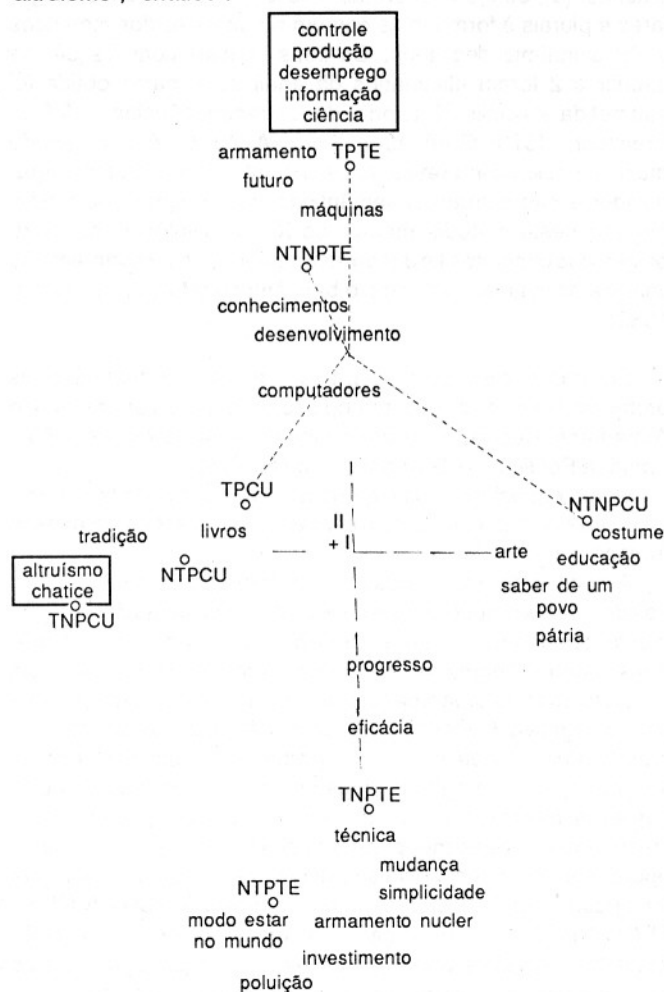 controle
produção
desemprego
informação
ciência
armamento TPTE
futuro
máquinas
NTNPTE
conhecimentos
desenvolvimento
computadores
I
TPCU
NTNPCU
livros
II
costume
tradição
+ I
arte
educação
NTPCU
altruísmo
chatice
saber de um
povo
TNPCU
pátria
progresso
eficácia
TNPTE
técnica
mudança
NTPTE
simplicidade
modo estar
no mundo
armamento nucler
investimento
poluição